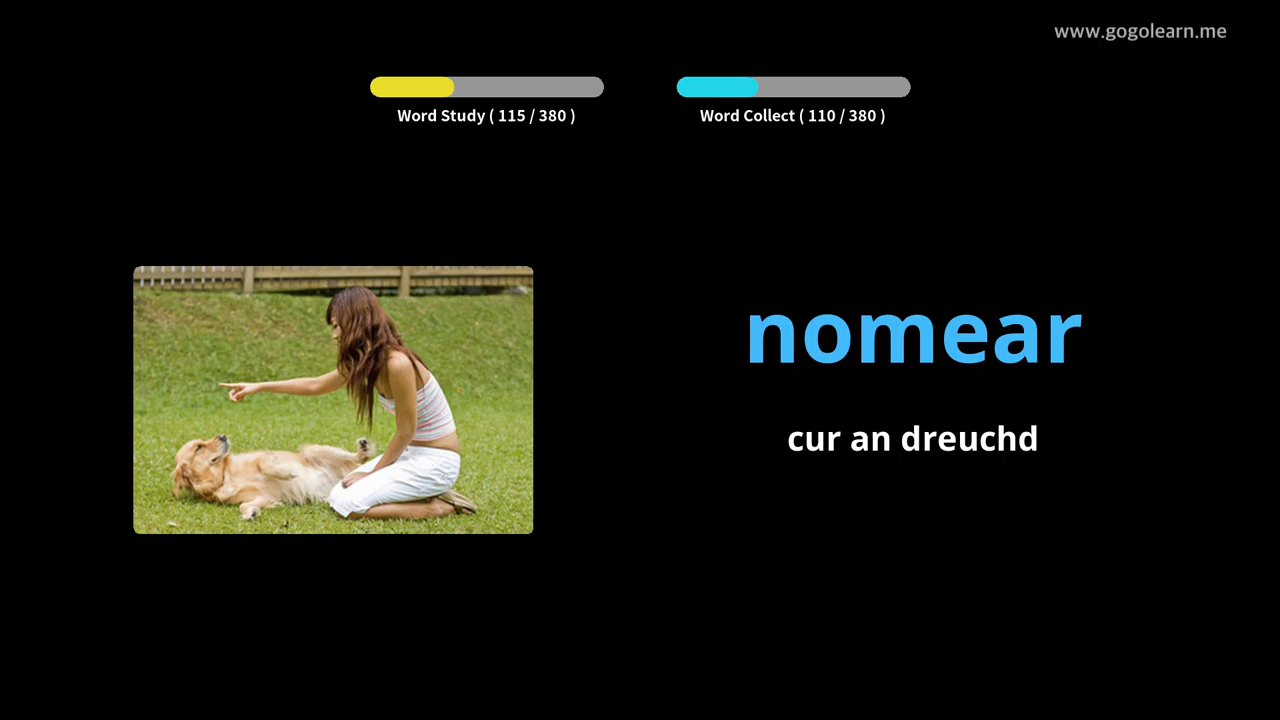 www.gogolearn.me
Word Study ( 115 / 380 )
Word Collect ( 110 / 380 )
nomear
cur an dreuchd